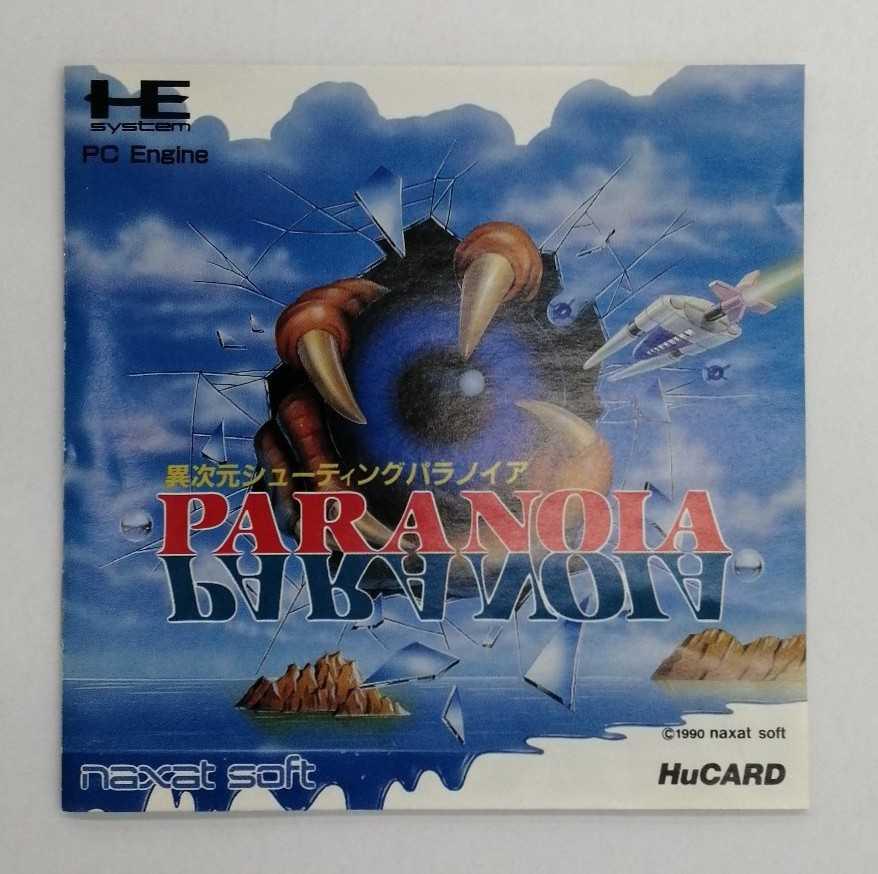 HE
system
PC Engine
異次元シューティングパラノイア
PARANOIA
PARANOIA
©1990 naxat soft
naxat soft
HuCARD